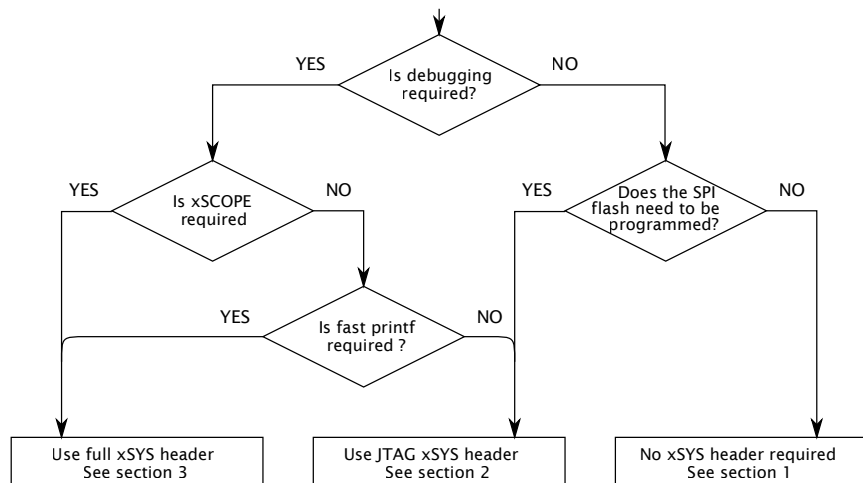 YES
NO
Is debugging
required?
YES
NO
Is xSCOPE
required
YES
NO
Does the SPI
flash need to be
programmed?
YES
NO
Is fast printf
required ?
Use full xSYS header
See section 3
Use JTAG xSYS header
See section 2
No xSYS header required
See section 1